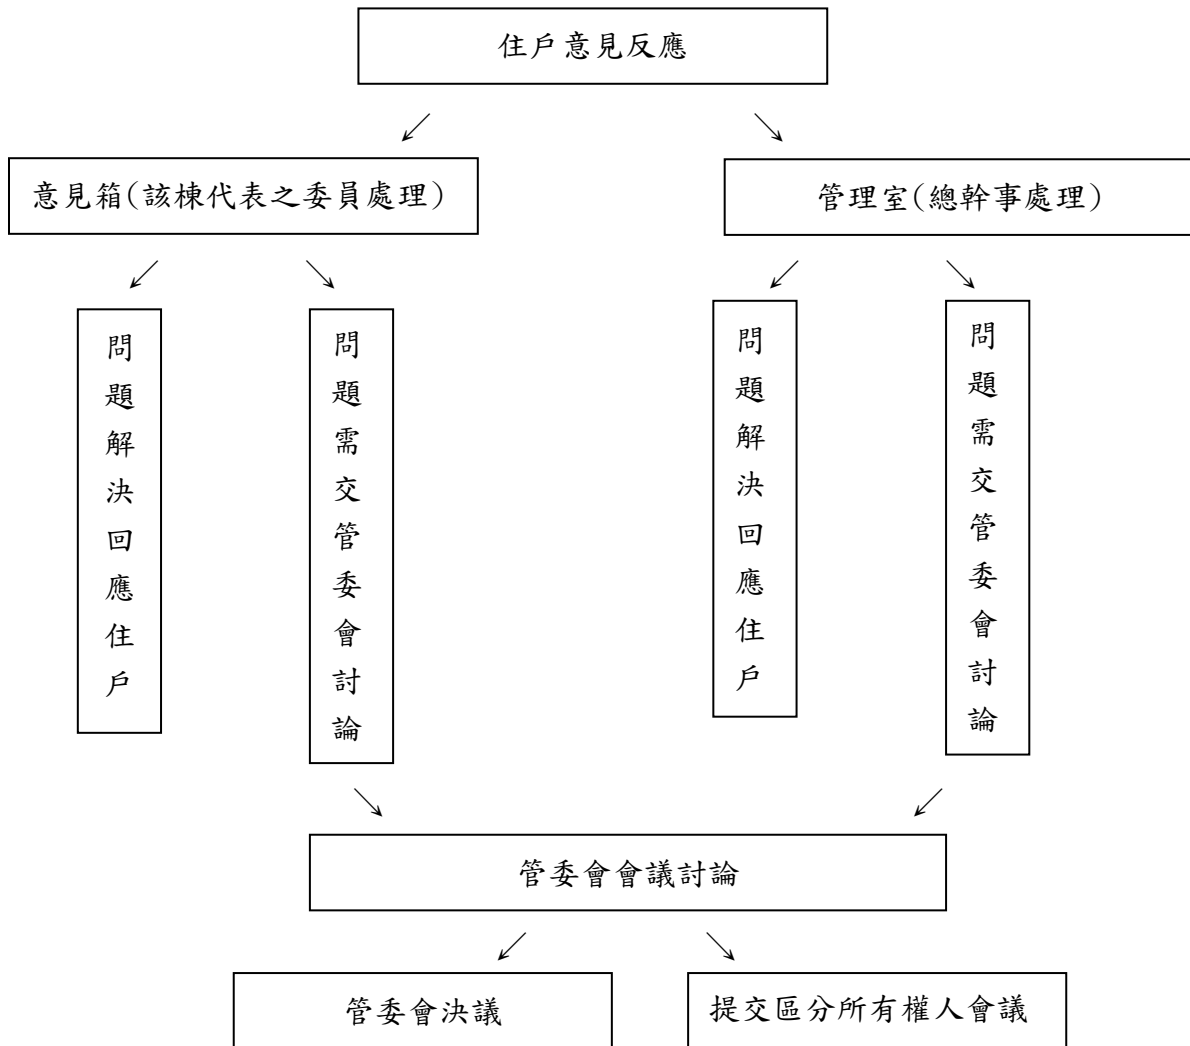 住戶意見反應
意見箱(該棟代表之委員處理)
管理室(總幹事處理)
問題解決回應住戶
問題需交管委會討論
問題解決回應住戶
問題需交管委會討論
管委會會議討論
管委會決議
提交區分所有權人會議